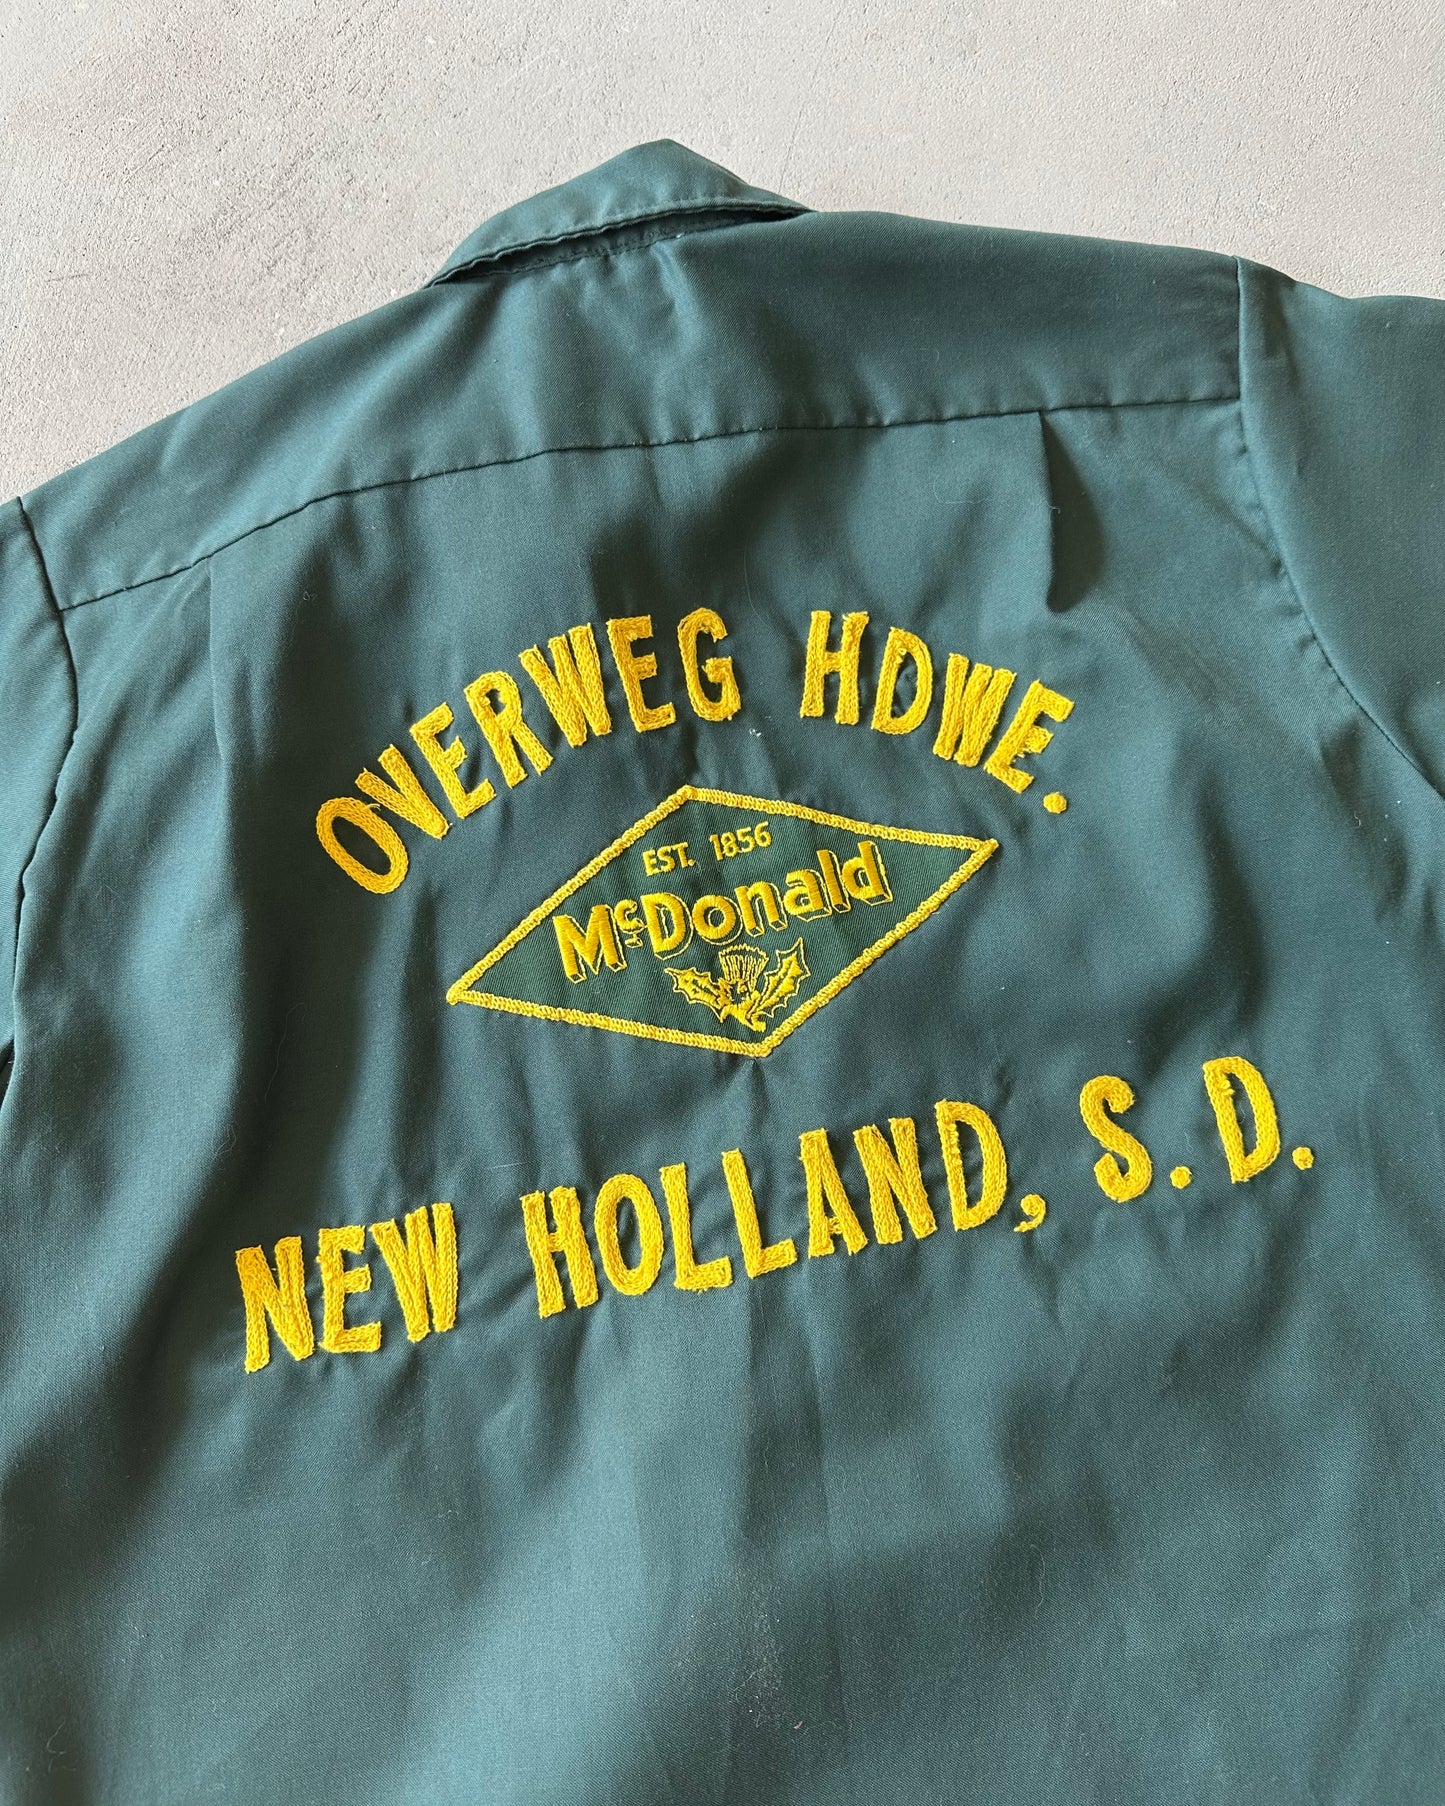 OVERWEG HDWE.
EST. 1856
McDonald
NEW HOLLAND, S.D.